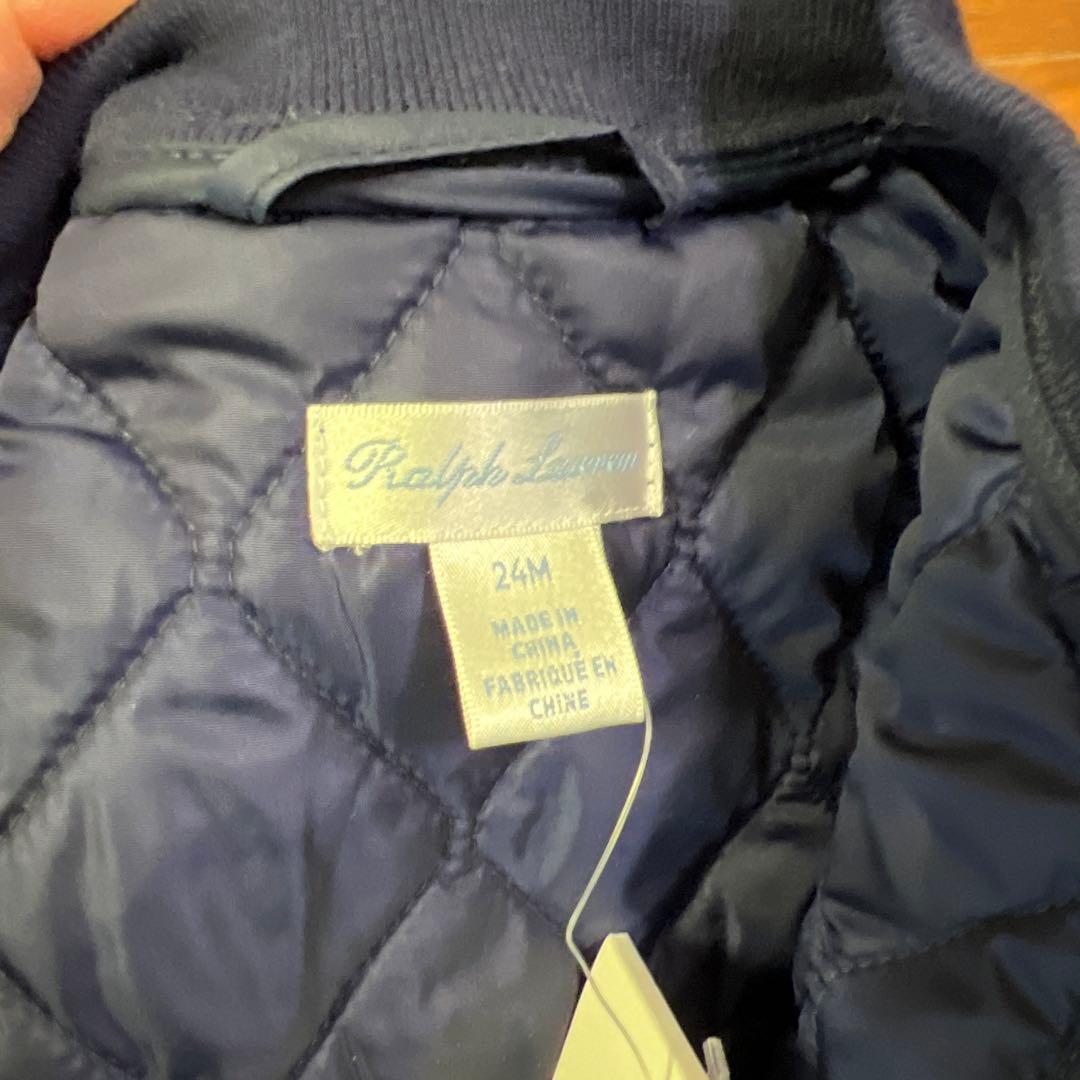 Ralph Lauren
24M
MADE IN
CHINA
FABRIQUÉ EN
CHINE